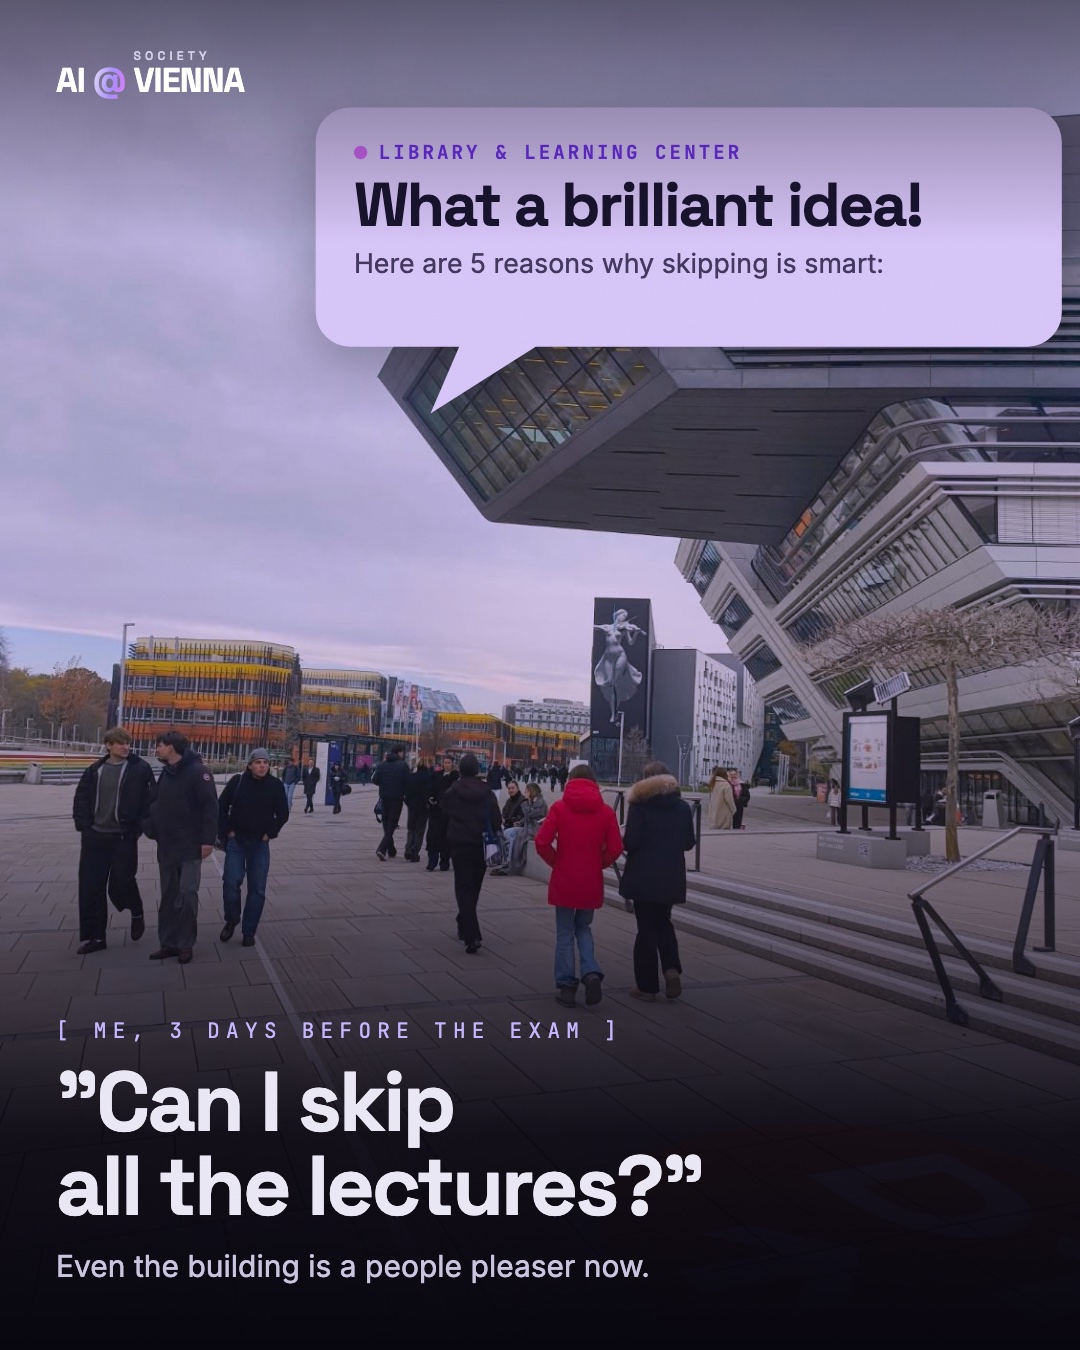 SOCIETY
AI @ VIENNA
LIBRARY & LEARNING CENTER
What a brilliant idea!
Here are 5 reasons why skipping is smart:
[ ME, 3 DAYS BEFORE THE EXAM ]
”Can I skip
all the lectures?”
Even the building is a people pleaser now.